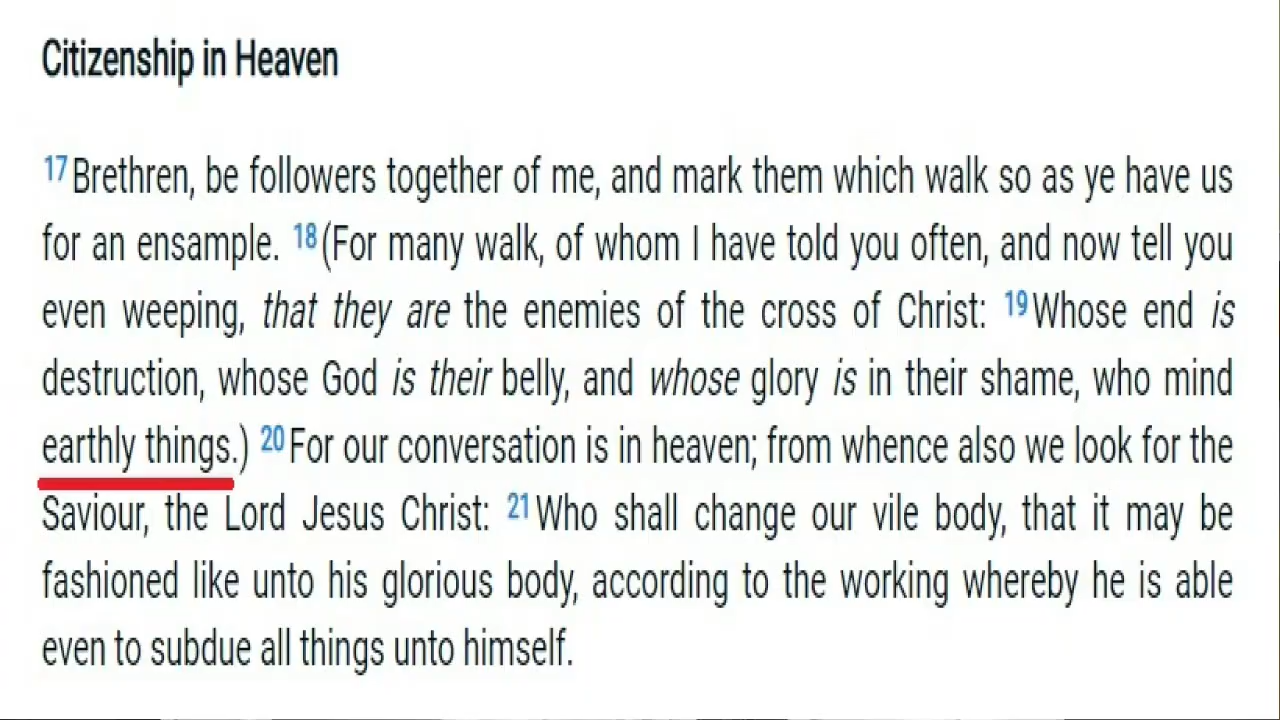 Citizenship in Heaven
17 Brethren, be followers together of me, and mark them which walk so as ye have us
for an ensample. 18 (For many walk, of whom I have told you often, and now tell you
even weeping, that they are the enemies of the cross of Christ: 19 Whose end is
destruction, whose God is their belly, and whose glory is in their shame, who mind
earthly things.) 20 For our conversation is in heaven; from whence also we look for the
Saviour, the Lord Jesus Christ: 21 Who shall change our vile body, that it may be
fashioned like unto his glorious body, according to the working whereby he is able
even to subdue all things unto himself.